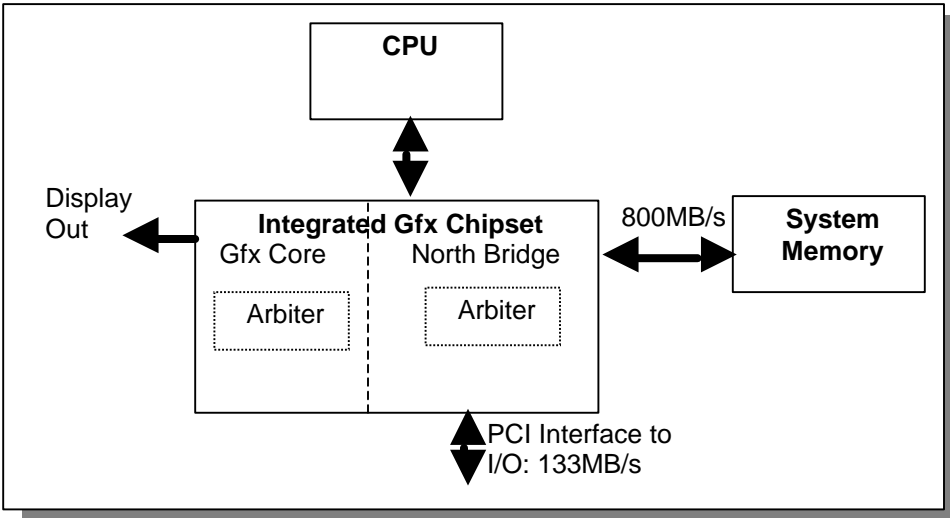 CPU
Display
Out
Integrated Gfx Chipset
Gfx Core
North Bridge
Arbiter
Arbiter
800MB/s
System
Memory
PCI Interface to
I/O: 133MB/s